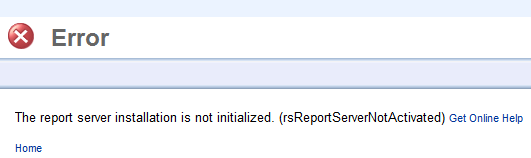 Error
The report server installation is not initialized. (rsReportServerNotActivated) Get Online Help
Home